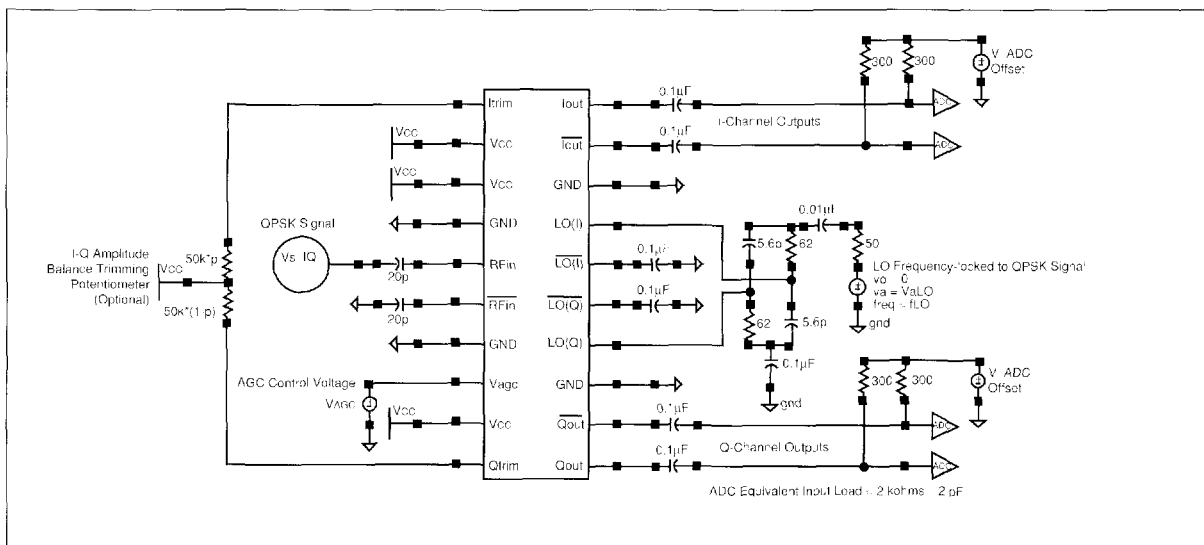 V ADC
Offset
300
300
0.1µF
Itrim
Iout
ADC
I-Channel Outputs
Vcc
Vcc
0.1µF
Iout
ADC
Vcc
Vcc
GND
0.01µF
QPSK Signal
GND
LO(I)
5.6p
62
50
I-Q Amplitude
Balance Trimming
Potentiometer
(Optional)
Vcc
50k*p
50k*(1-p)
Vs_IQ
20p
RFin
LO(I)
0.1µF
LO Frequency-locked to QPSK Signal
vo = 0
va = VaLO
freq = fLO
gnd
20p
RFin
LO(Q)
0.1µF
62
5.6p
GND
LO(Q)
0.1µF
gnd
300
300
V ADC
Offset
AGC Control Voltage
VAGC
Vagc
GND
Vcc
Vcc
Qout
0.1µF
ADC
Q-Channel Outputs
Qtrim
Qout
0.1µF
ADC
ADC Equivalent Input Load = 2 kohms 2 pF